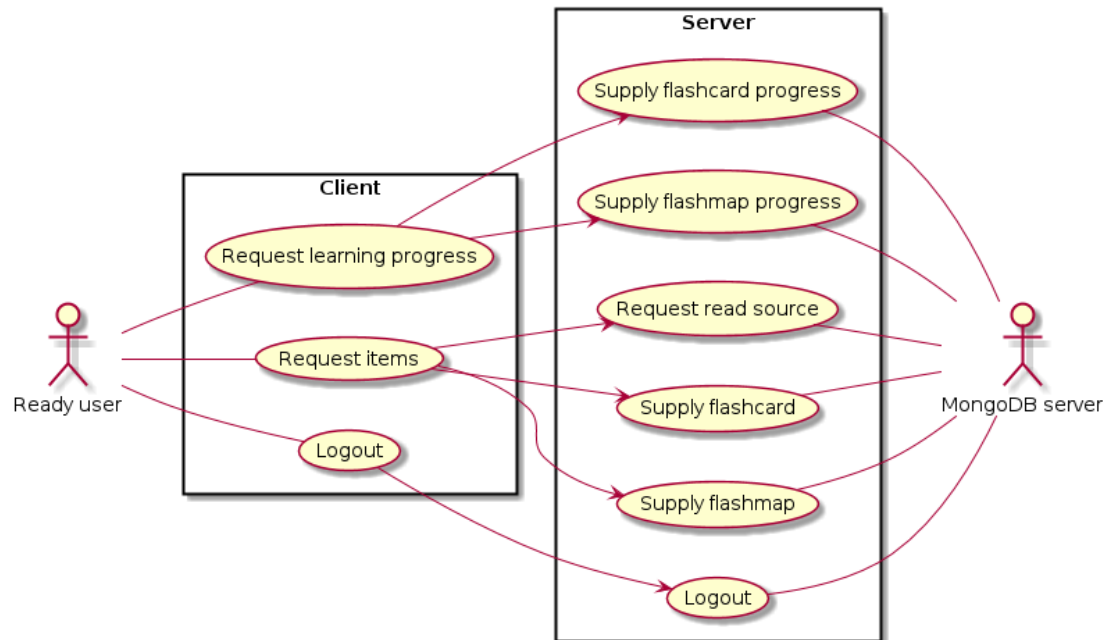 Server
Supply flashcard progress
Client
Supply flashmap progress
Request learning progress
Request read source
Request items
Ready user
MongoDB server
Supply flashcard
Logout
Supply flashmap
Logout